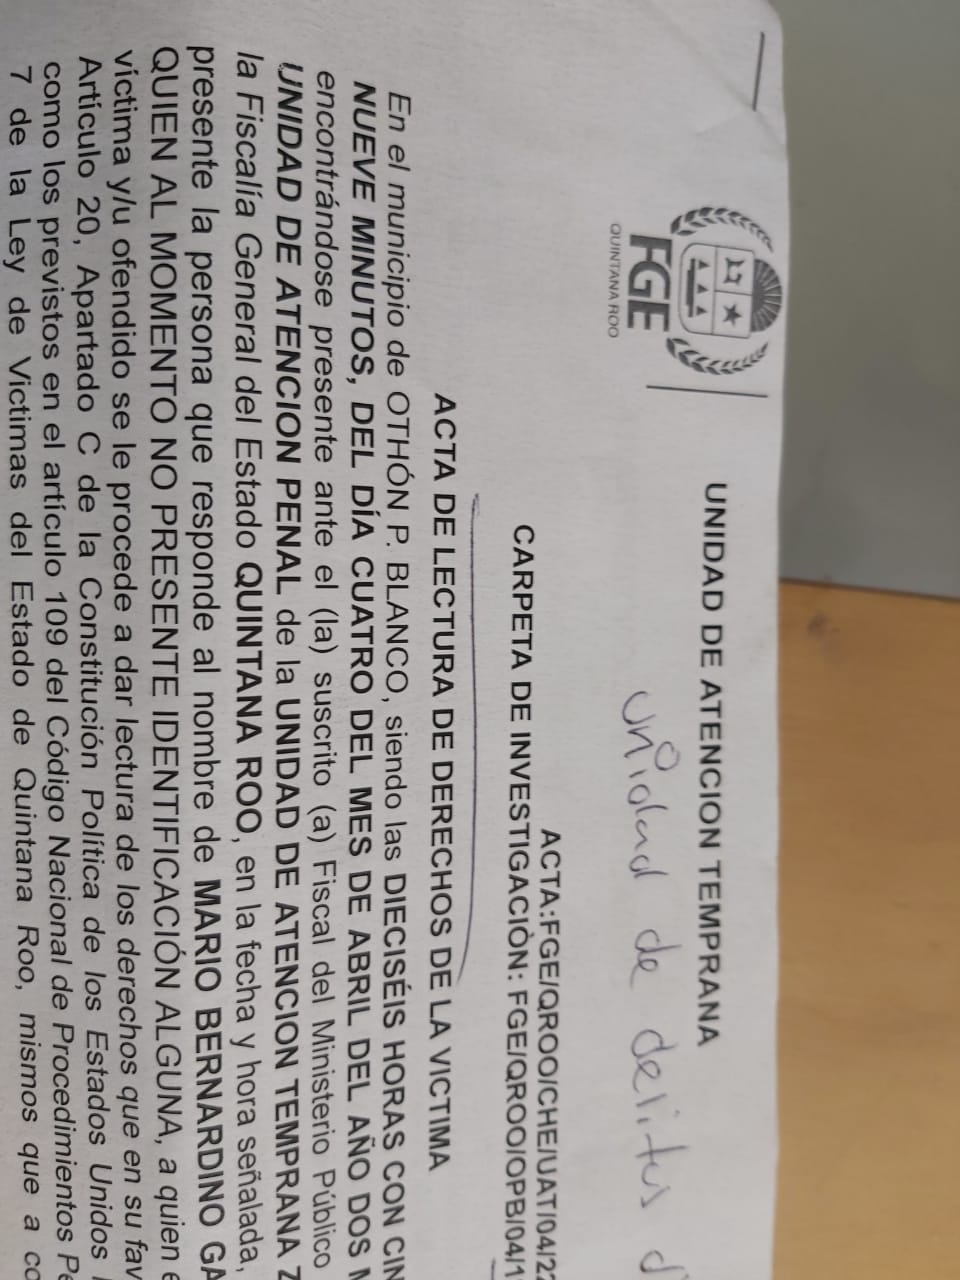 FGE
QUINTANA ROO
UNIDAD DE ATENCION TEMPRANA
Unidad de delitos d
ACTA:FGE/QROO/CHE/UAT/04/22
CARPETA DE INVESTIGACIÒN: FGE/QROO/OPB/04/1
ACTA DE LECTURA DE DERECHOS DE LA VICTIMA
En el municipio de OTHÓN P. BLANCO, siendo las DIECISÉIS HORAS CON CIN
NUEVE MINUTOS, DEL DÍA CUATRO DEL MES DE ABRIL DEL AÑO DOS M
encontrándose presente ante el (la) suscrito (a) Fiscal del Ministerio Público
UNIDAD DE ATENCION PENAL de la UNIDAD DE ATENCION TEMPRANA Z
la Fiscalía General del Estado QUINTANA ROO, en la fecha y hora señalada,
presente la persona que responde al nombre de MARIO BERNARDINO GA
QUIEN AL MOMENTO NO PRESENTE IDENTIFICACIÓN ALGUNA, a quien e
víctima y/u ofendido se le procede a dar lectura de los derechos que en su fav
Artículo 20, Apartado C de la Constitución Política de los Estados Unidos
como los previstos en el artículo 109 del Código Nacional de Procedimientos Pe
7 de la Ley de Victimas del Estado de Quintana Roo, mismos que a co